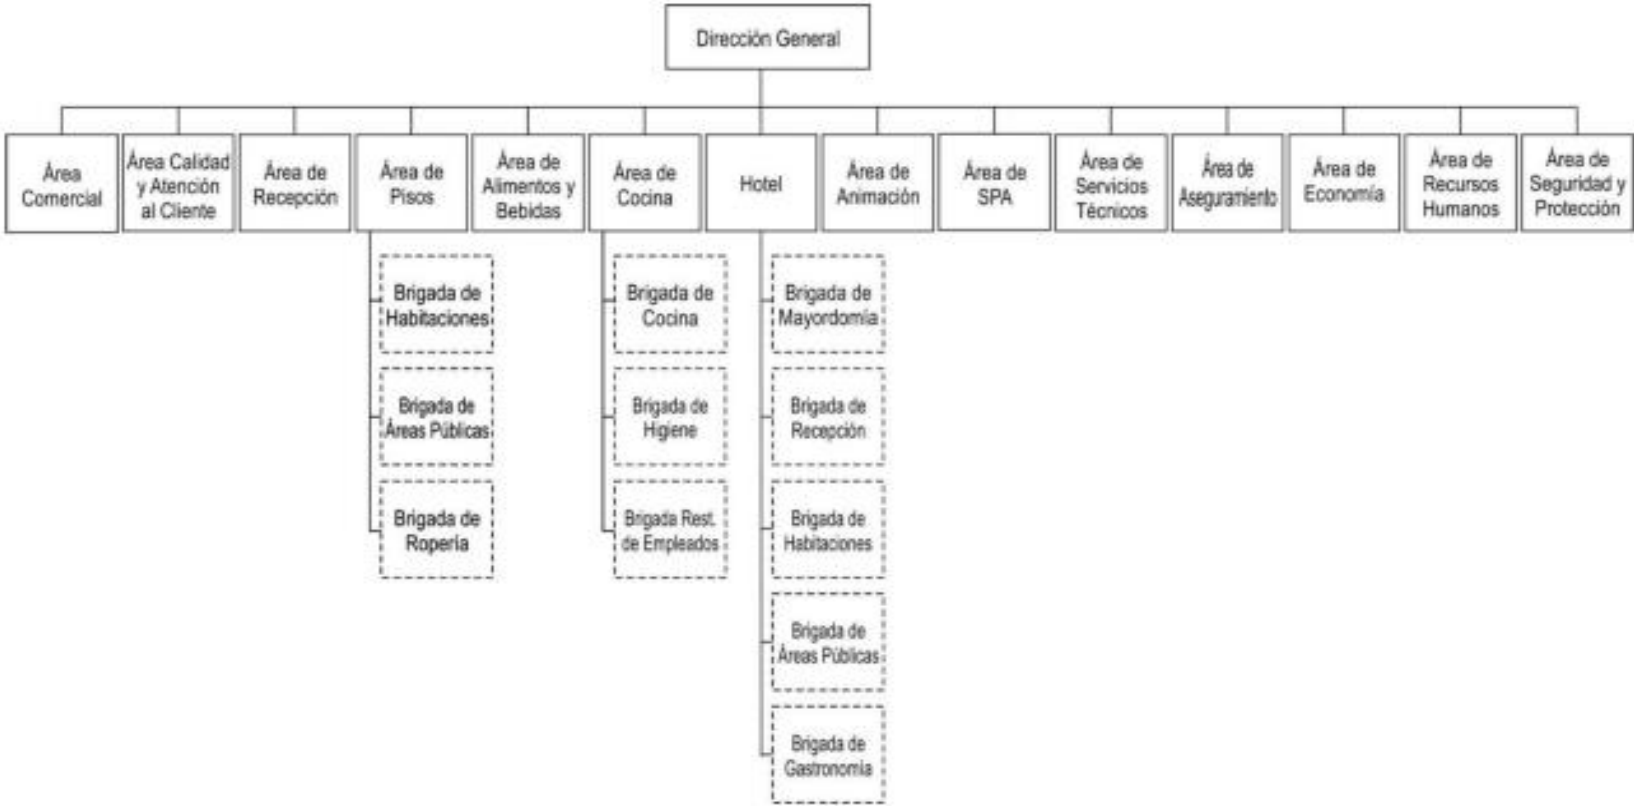 Dirección General
Área
Comercial
Área Calidad
y Atención
al Cliente
Área de
Recepción
Área de
Pisos
Área de
Alimentos y
Bebidas
Área de
Cocina
Hotel
Área de
Animación
Área de
SPA
Área de
Servicios
Técnicos
Área de
Aseguramiento
Área de
Economía
Área de
Recursos
Humanos
Área de
Seguridad y
Protección
Brigada de
Habitaciones
Brigada de
Áreas Públicas
Brigada de
Ropería
Brigada de
Cocina
Brigada de
Higiene
Brigada Rest.
de Empleados
Brigada de
Mayordomía
Brigada de
Recepción
Brigada de
Habitaciones
Brigada de
Áreas Públicas
Brigada de
Gastronomía